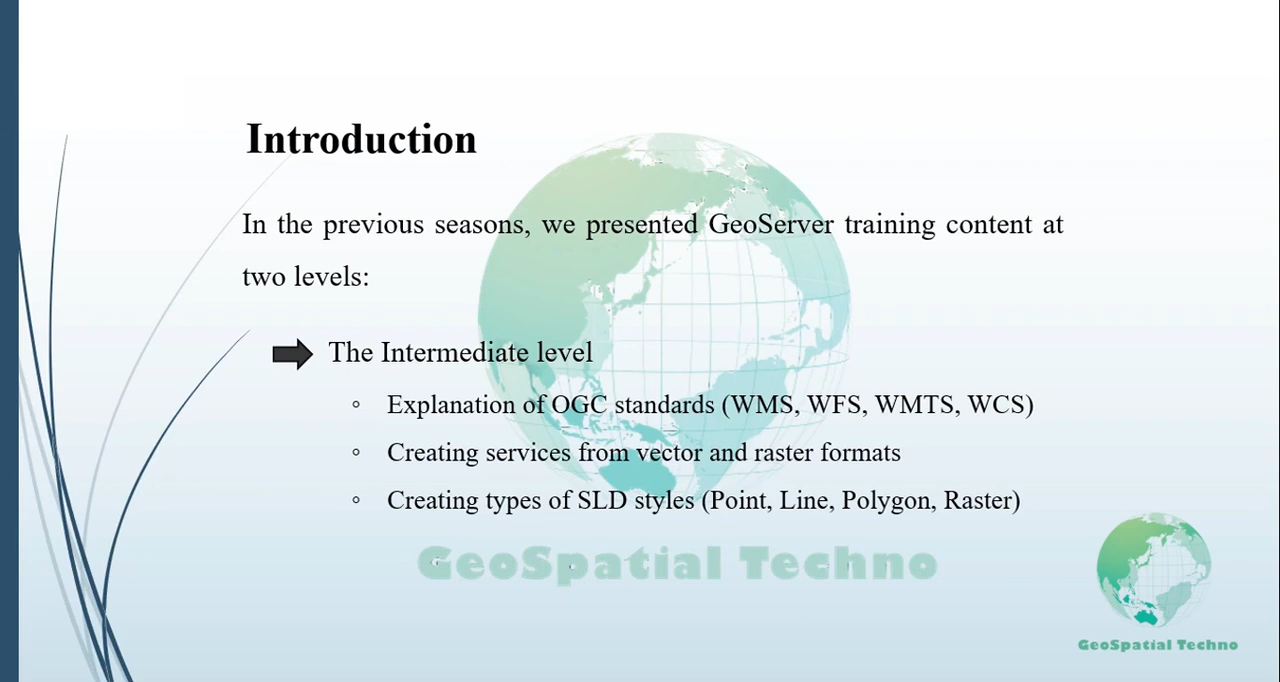 Introduction
In the previous seasons, we presented GeoServer training content at
two levels:
The Intermediate level
◦ Explanation of OGC standards (WMS, WFS, WMTS, WCS)
◦ Creating services from vector and raster formats
◦ Creating types of SLD styles (Point, Line, Polygon, Raster)
GeoSpatial Techno
GeoSpatial Techno